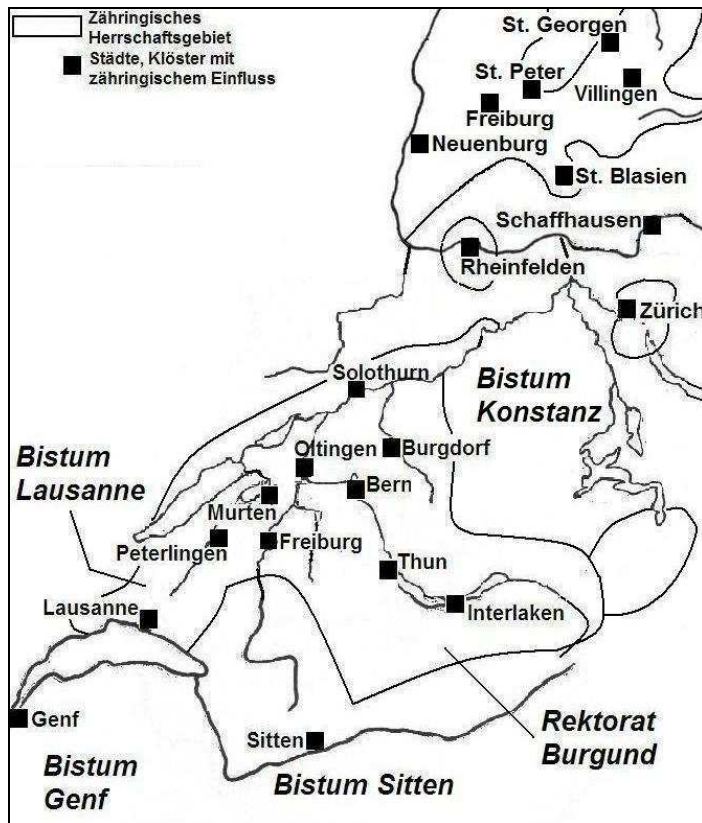 Zähringisches
Herrschaftsgebiet
Städte, Klöster mit
zähringischem Einfluss
St. Georgen
St. Peter
Villingen
Freiburg
Neuenburg
St. Blasien
Schaffhausen
Rheinfelden
Zürich
Solothurn
Bistum
Konstanz
Oltingen
Burgdorf
Bistum
Lausanne
Bern
Murten
Peterlingen
Freiburg
Thun
Lausanne
Interlaken
Genf
Sitten
Rektorat
Burgund
Bistum
Genf
Bistum Sitten